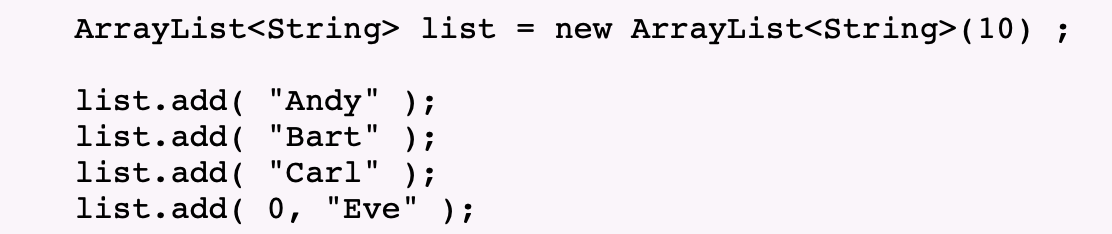 ArrayList<String> list = new ArrayList<String>(10) ;
list.add( "Andy" );
list.add( "Bart" );
list.add( "Carl" );
list.add( 0, "Eve" );